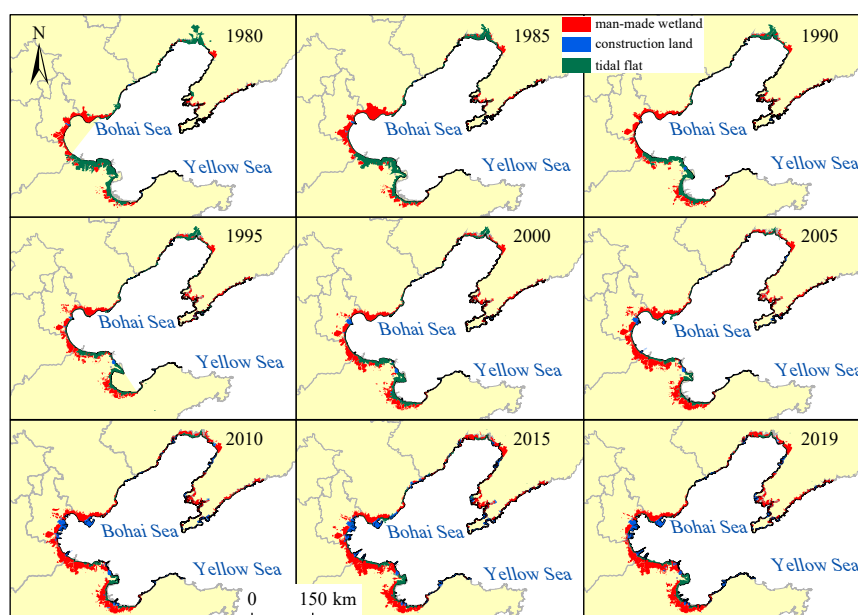 N
1980
Bohai Sea
Yellow Sea
1985
man-made wetland
construction land
tidal flat
Bohai Sea
Yellow Sea
1990
Bohai Sea
Yellow Sea
1995
Bohai Sea
Yellow Sea
2000
Bohai Sea
Yellow Sea
2005
Bohai Sea
Yellow Sea
2010
Bohai Sea
Yellow Sea
0 150 km
2015
Bohai Sea
Yellow Sea
2019
Bohai Sea
Yellow Sea